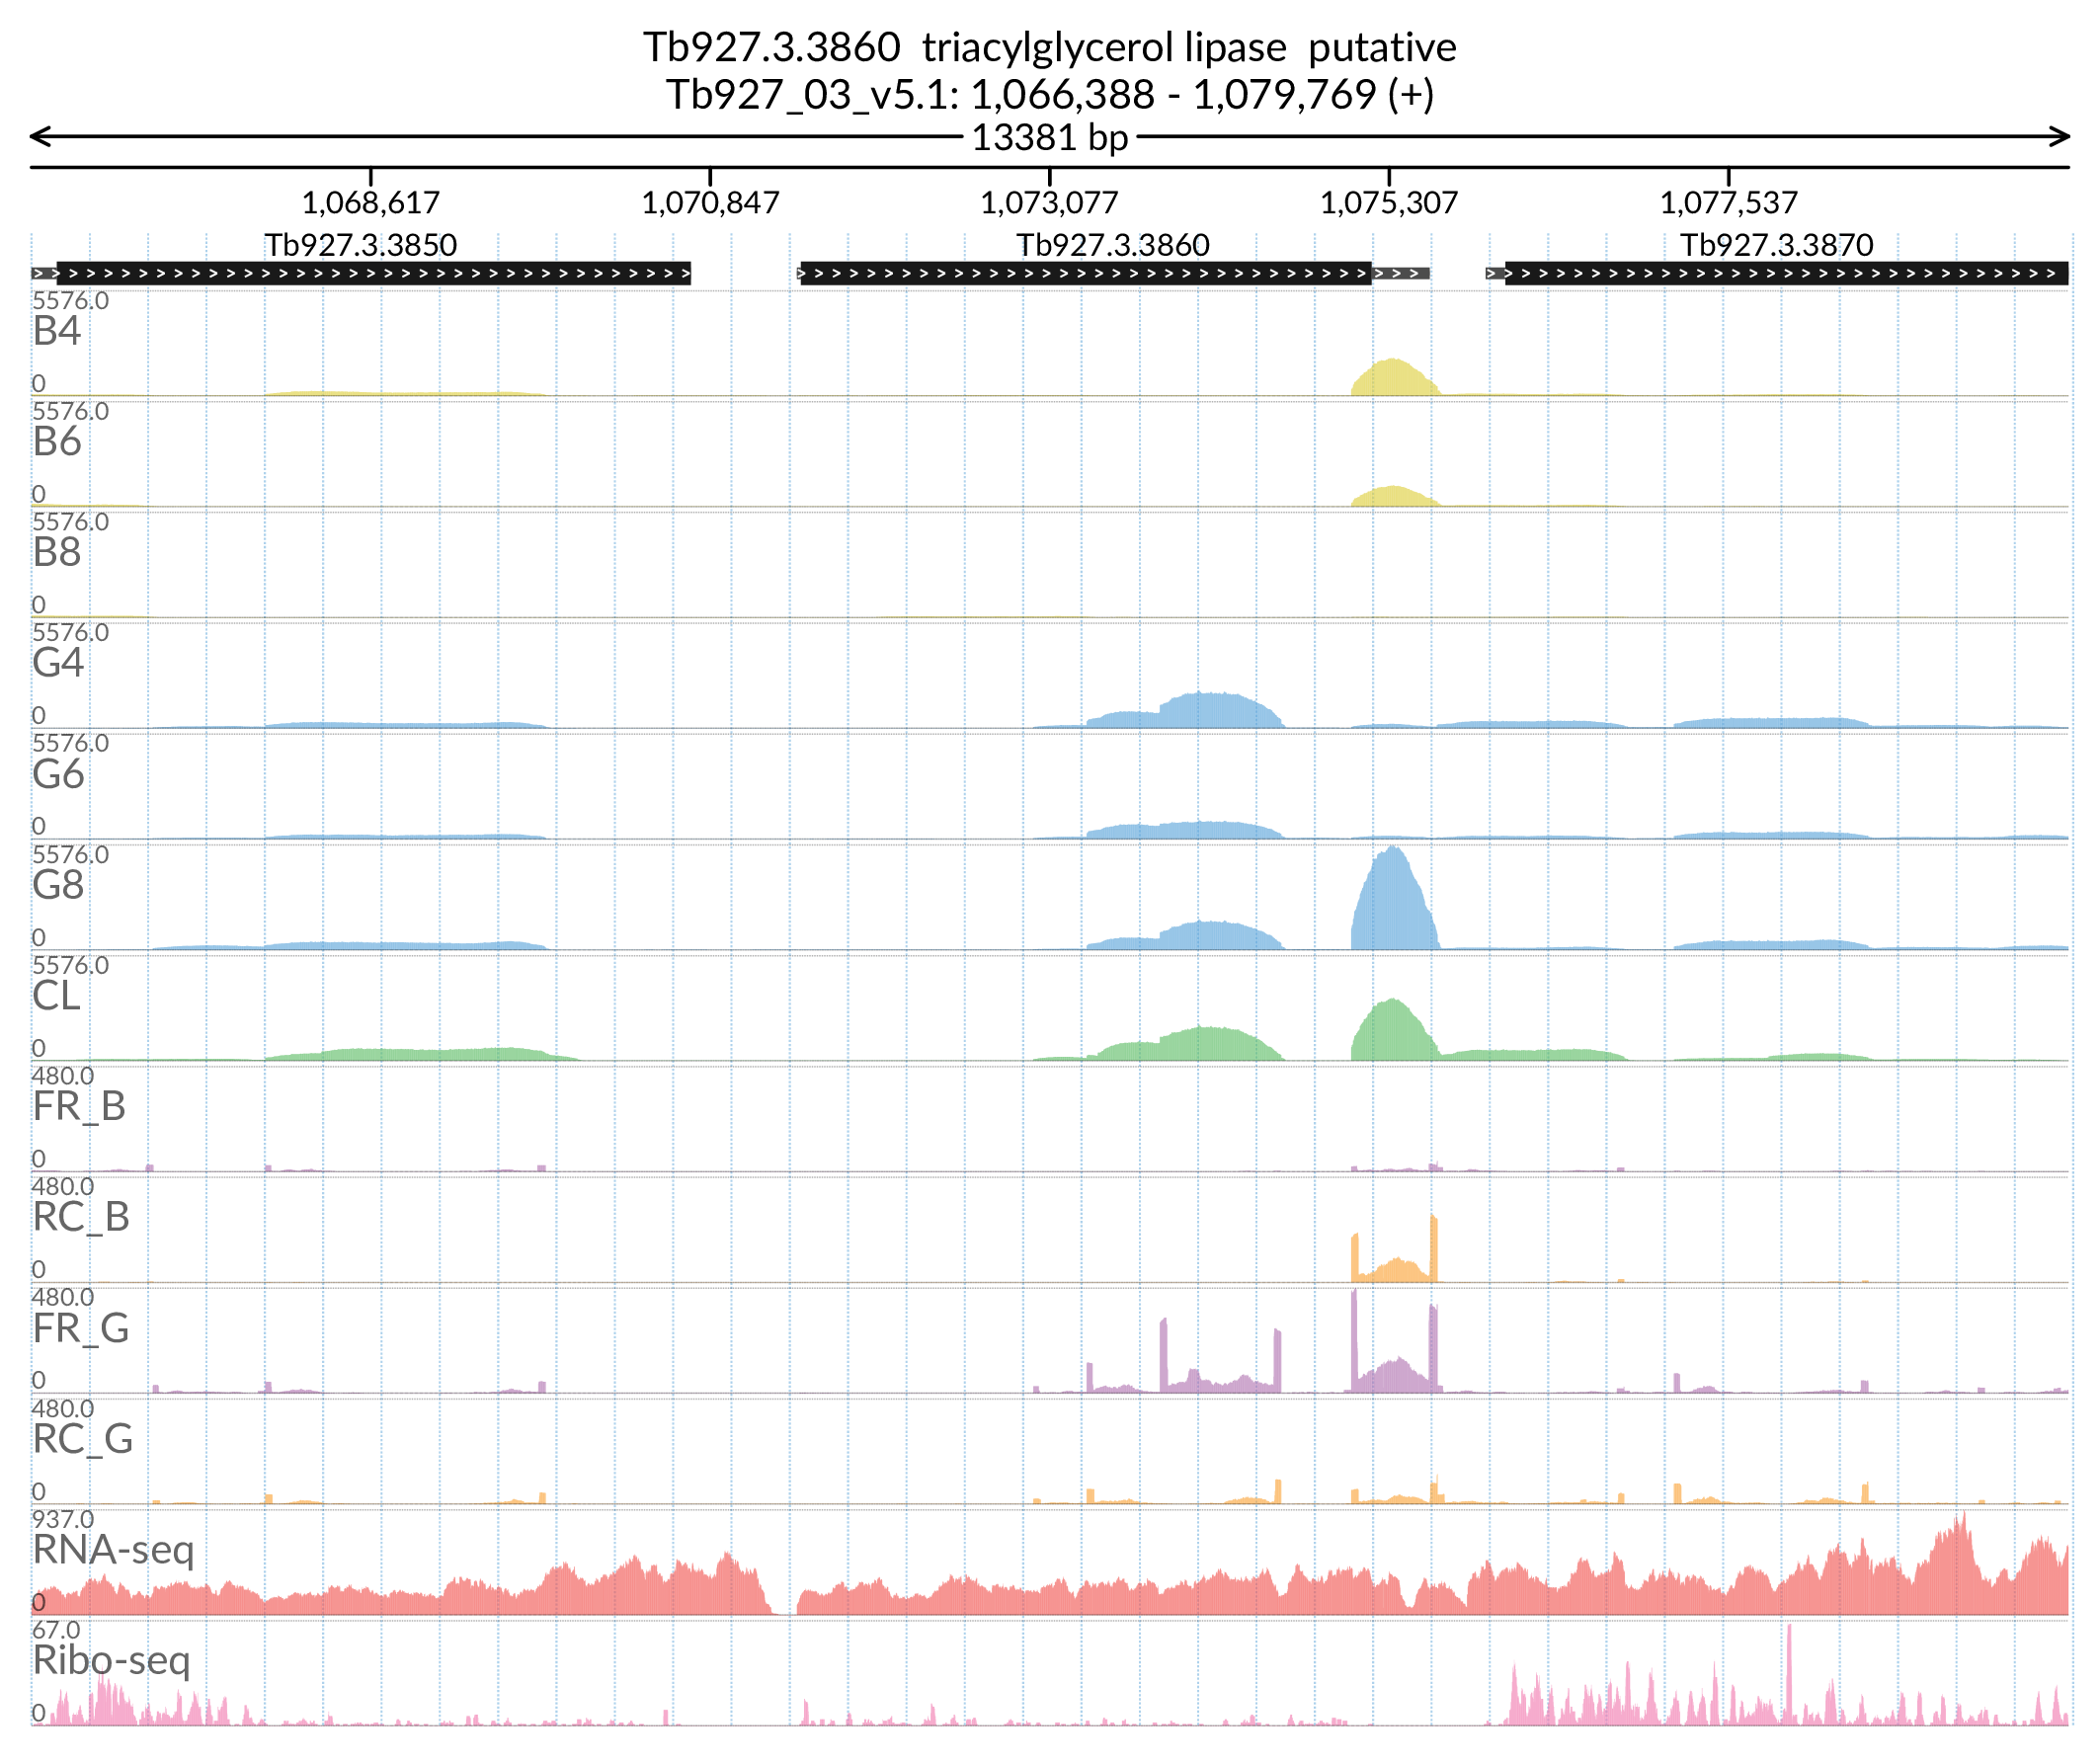 Tb927.3.3860 triacylglycerol lipase putative
Tb927_03_v5.1: 1,066,388 - 1,079,769 (+)
13381 bp
1,068,617 1,070,847 1,073,077 1,075,307 1,077,537
Tb927.3.3850 Tb927.3.3860 Tb927.3.3870
5576.0
B4
0
5576.0
B6
0
5576.0
B8
0
5576.0
G4
0
5576.0
G6
0
5576.0
G8
0
5576.0
CL
0
480.0
FR_B
0
480.0
RC_B
0
480.0
FR_G
0
480.0
RC_G
0
937.0
RNA-seq
0
67.0
Ribo-seq
0